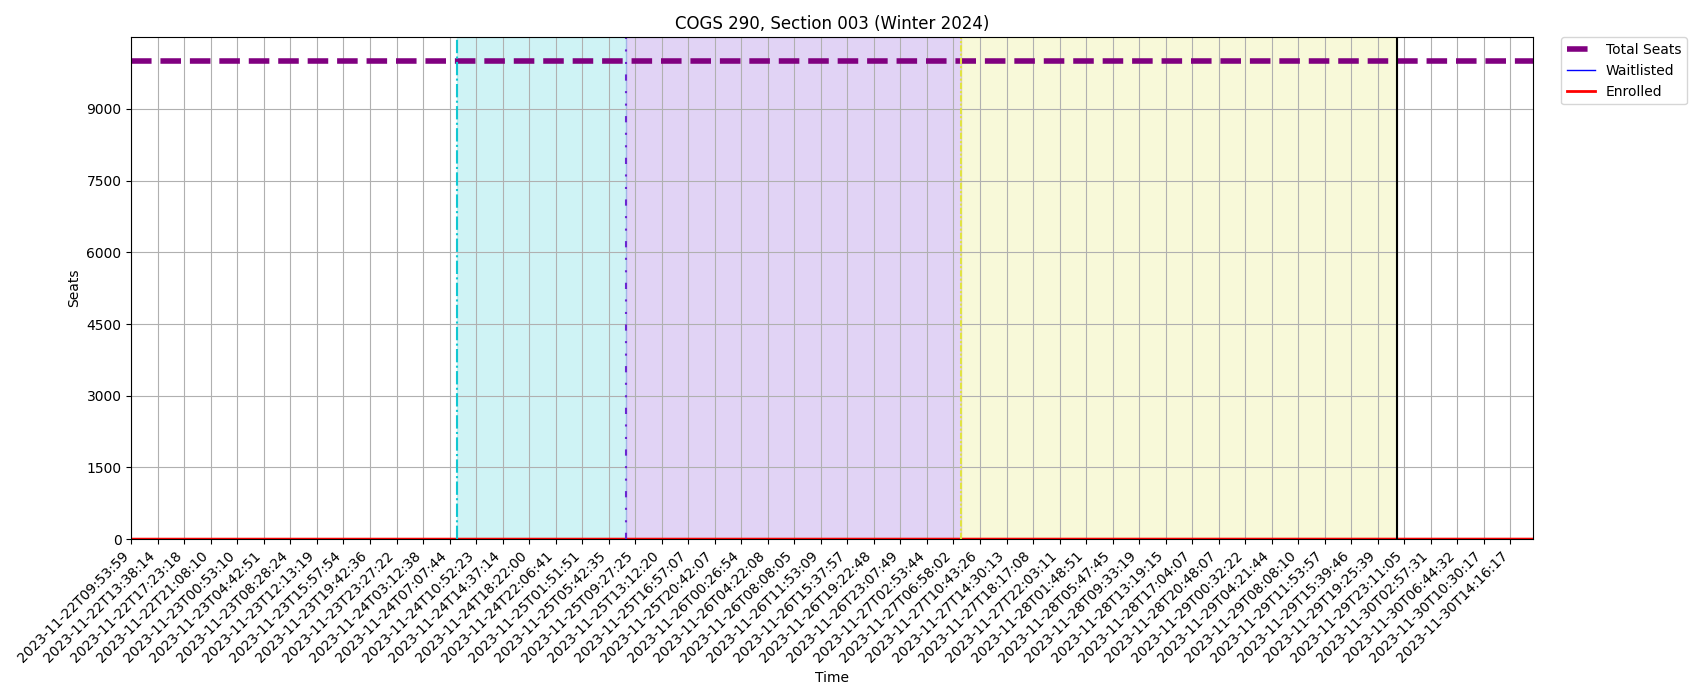 COGS 290, Section 003 (Winter 2024)
Total Seats
Waitlisted
Enrolled
Seats
9000
7500
6000
4500
3000
1500
0
2023-11-22T09:53:59
2023-11-22T13:38:14
2023-11-22T17:23:18
2023-11-22T21:08:10
2023-11-23T00:53:10
2023-11-23T04:42:51
2023-11-23T08:28:24
2023-11-23T12:13:19
2023-11-23T15:57:54
2023-11-23T19:42:36
2023-11-23T23:27:22
2023-11-24T03:12:38
2023-11-24T07:07:44
2023-11-24T10:52:23
2023-11-24T14:37:14
2023-11-24T18:22:00
2023-11-24T22:06:41
2023-11-25T01:51:51
2023-11-25T05:42:35
2023-11-25T09:27:25
2023-11-25T13:12:20
2023-11-25T16:57:07
2023-11-25T20:42:07
2023-11-26T00:26:54
2023-11-26T04:22:08
2023-11-26T08:08:05
2023-11-26T11:53:09
2023-11-26T15:37:57
2023-11-26T19:22:48
2023-11-26T23:07:49
2023-11-27T02:53:44
2023-11-27T06:58:02
2023-11-27T10:43:26
2023-11-27T14:30:13
2023-11-27T18:17:08
2023-11-27T22:03:11
2023-11-28T01:48:51
2023-11-28T05:47:45
2023-11-28T09:33:19
2023-11-28T13:19:15
2023-11-28T17:04:07
2023-11-28T20:48:07
2023-11-29T00:32:22
2023-11-29T04:21:44
2023-11-29T08:08:10
2023-11-29T11:53:57
2023-11-29T15:39:46
2023-11-29T19:25:39
2023-11-29T23:11:05
2023-11-30T02:57:31
2023-11-30T06:44:32
2023-11-30T10:30:17
2023-11-30T14:16:17
Time